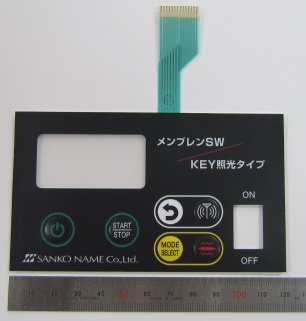 メンブレンSW
KEY照光タイプ
START
STOP
ON
MODE
SELECT
OFF
SANKO NAME Co,.Ltd.
100